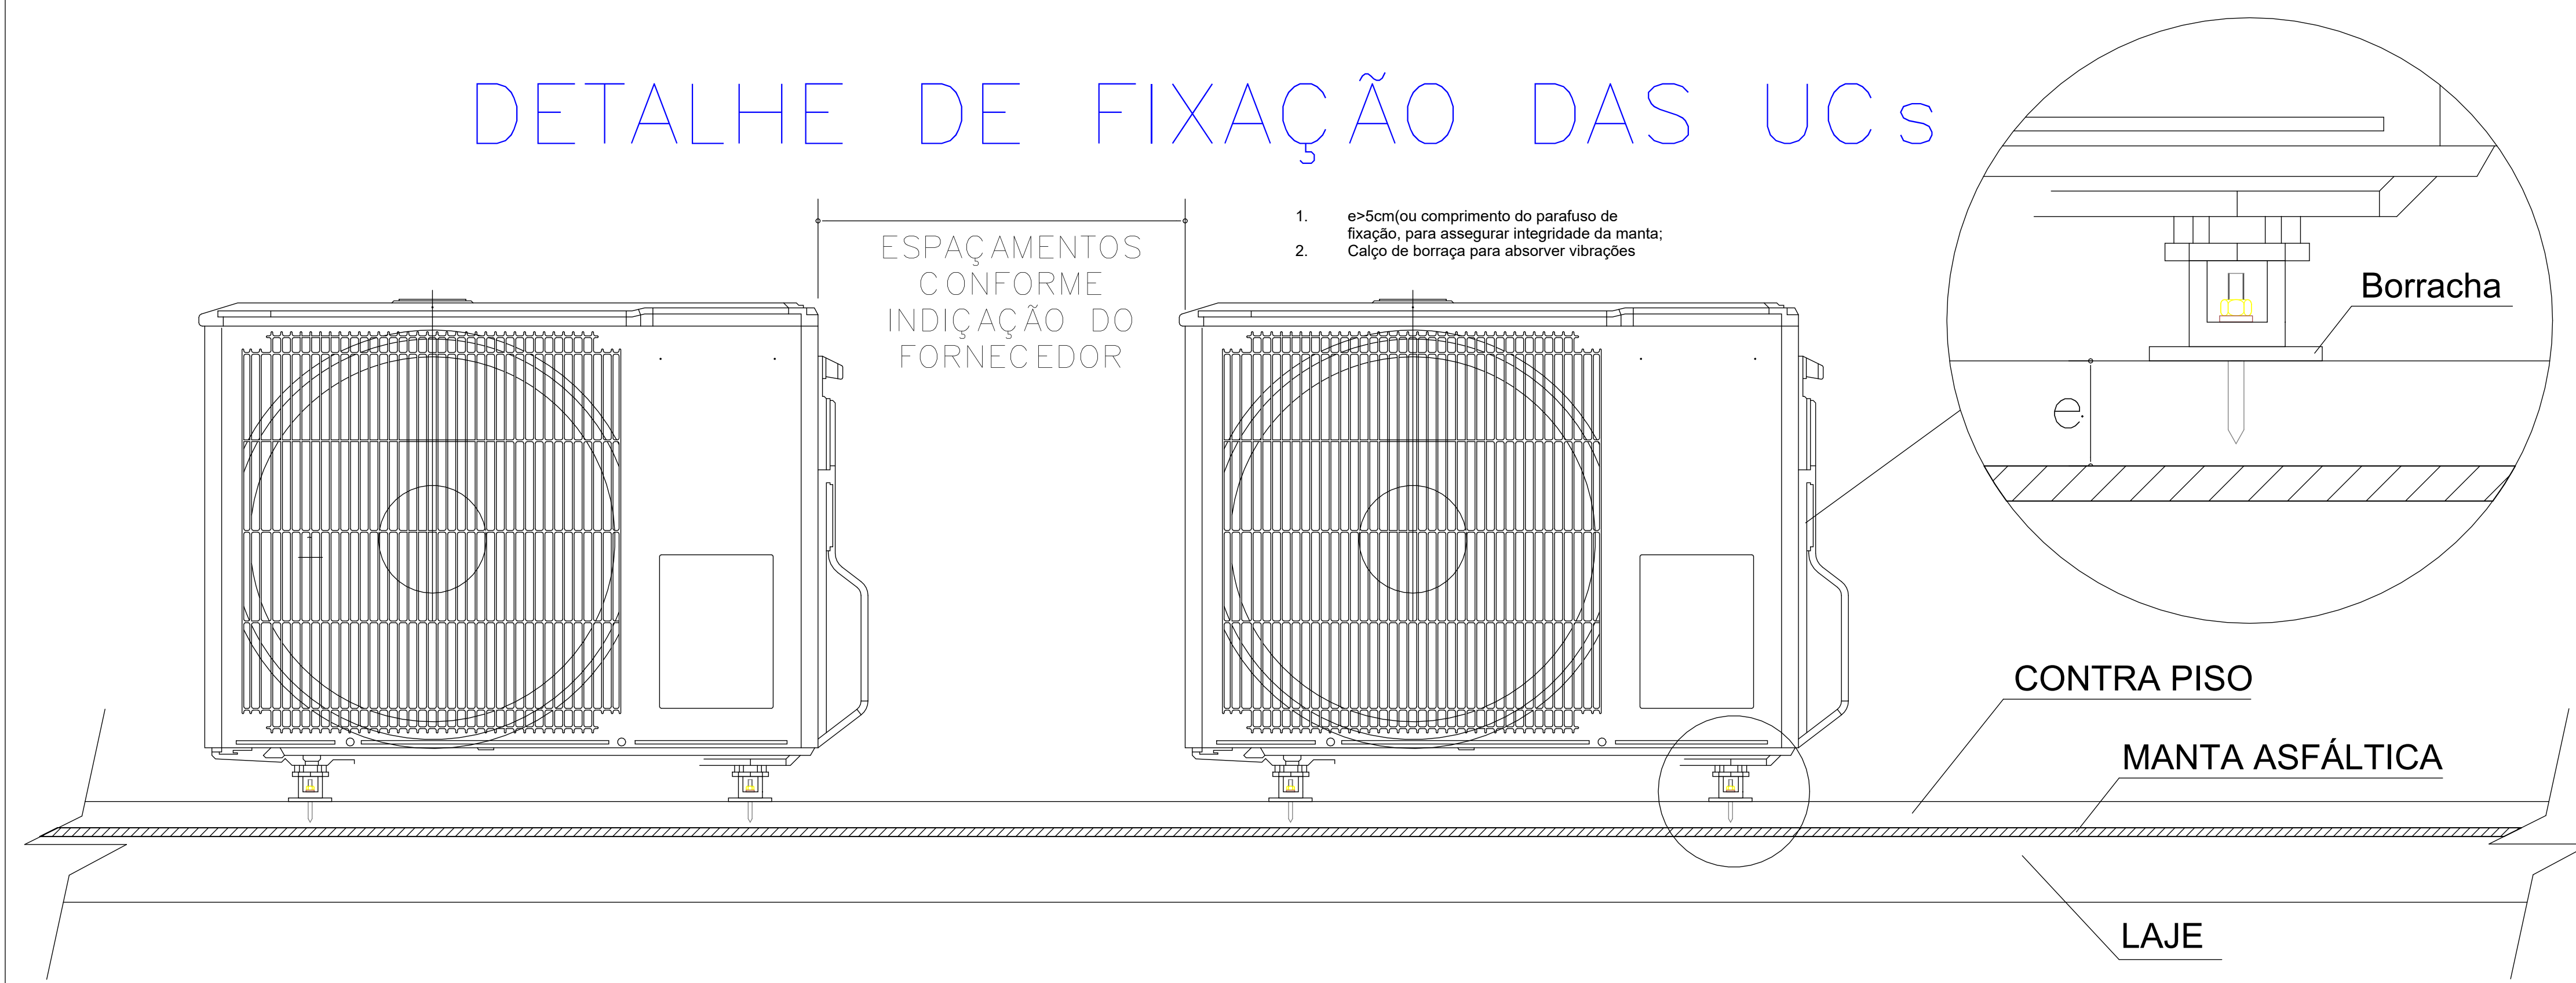 DETALHE DE FIXAÇÃO DAS UCs
1. e>5cm(ou comprimento do parafuso de
fixação, para assegurar integridade da manta;
2. Calço de borraça para absorver vibrações
ESPAÇAMENTOS
CONFORME
INDIÇAÇÃO DO
FORNECEDOR
Borracha
e.
CONTRA PISO
MANTA ASFÁLTICA
LAJE